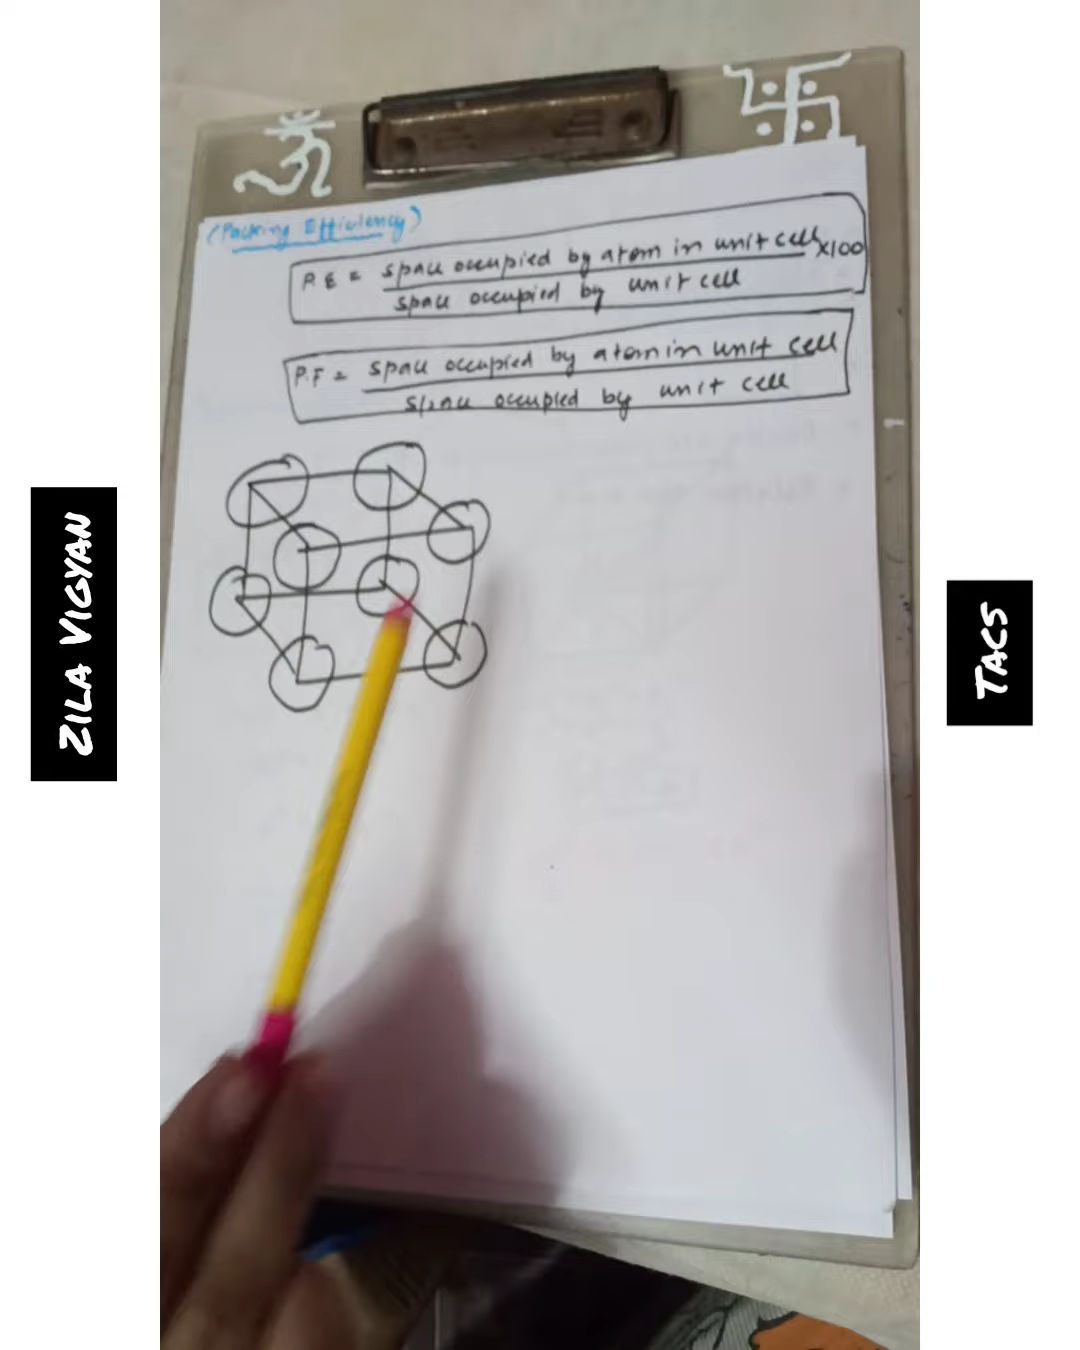 ॐ
(Packing Efficiency)
P.E = space occupied by atom in unit cell ×100
space occupied by unit cell
P.F = space occupied by atom in unit cell
space occupied by unit cell
ZILA VIGYAN
TACS